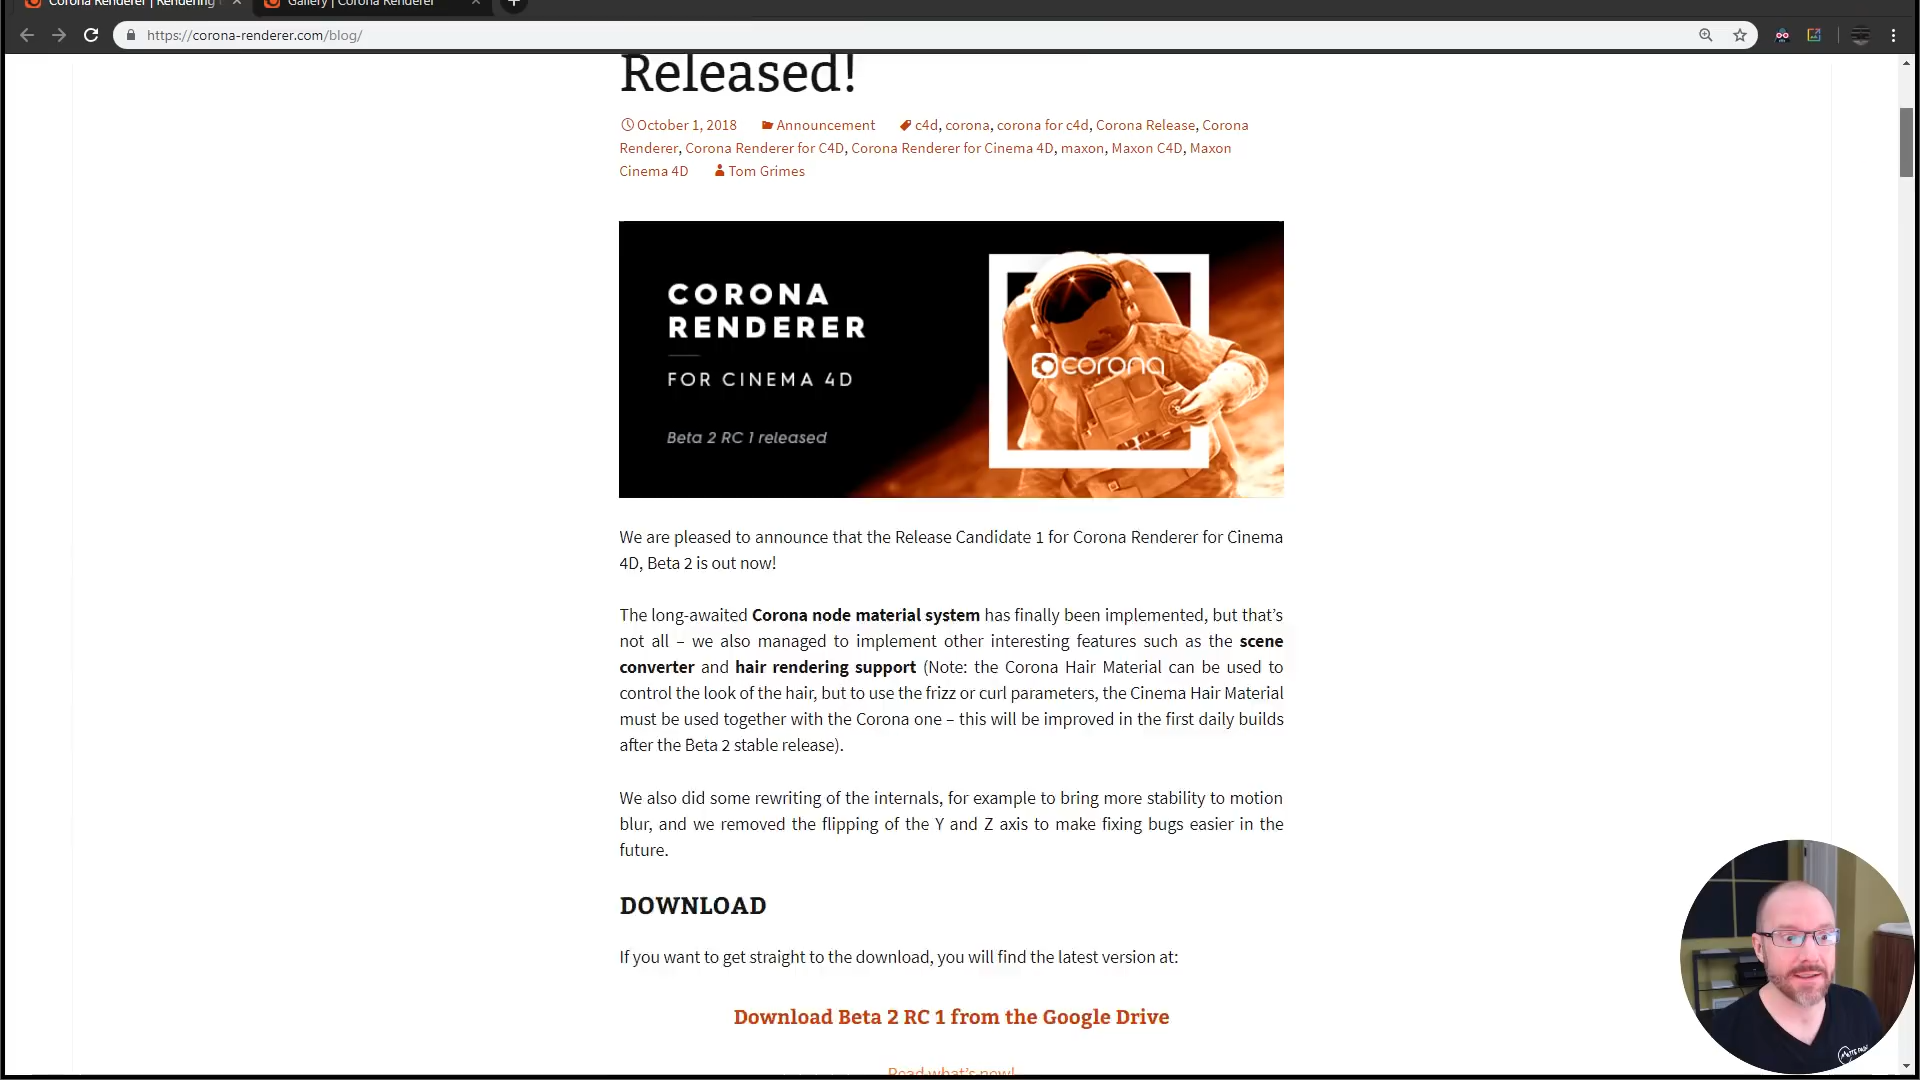 Corona Renderer | Rendering
Gallery | Corona Renderer
https://corona-renderer.com/blog/
Released!
October 1, 2018 Announcement c4d, corona, corona for c4d, Corona Release, Corona
Renderer, Corona Renderer for C4D, Corona Renderer for Cinema 4D, maxon, Maxon C4D, Maxon
Cinema 4D Tom Grimes
CORONA
RENDERER
FOR CINEMA 4D
Beta 2 RC 1 released
corona
We are pleased to announce that the Release Candidate 1 for Corona Renderer for Cinema
4D, Beta 2 is out now!
The long-awaited Corona node material system has finally been implemented, but that’s
not all – we also managed to implement other interesting features such as the scene
converter and hair rendering support (Note: the Corona Hair Material can be used to
control the look of the hair, but to use the frizz or curl parameters, the Cinema Hair Material
must be used together with the Corona one – this will be improved in the first daily builds
after the Beta 2 stable release).
We also did some rewriting of the internals, for example to bring more stability to motion
blur, and we removed the flipping of the Y and Z axis to make fixing bugs easier in the
future.
DOWNLOAD
If you want to get straight to the download, you will find the latest version at:
Download Beta 2 RC 1 from the Google Drive
Read what’s new!